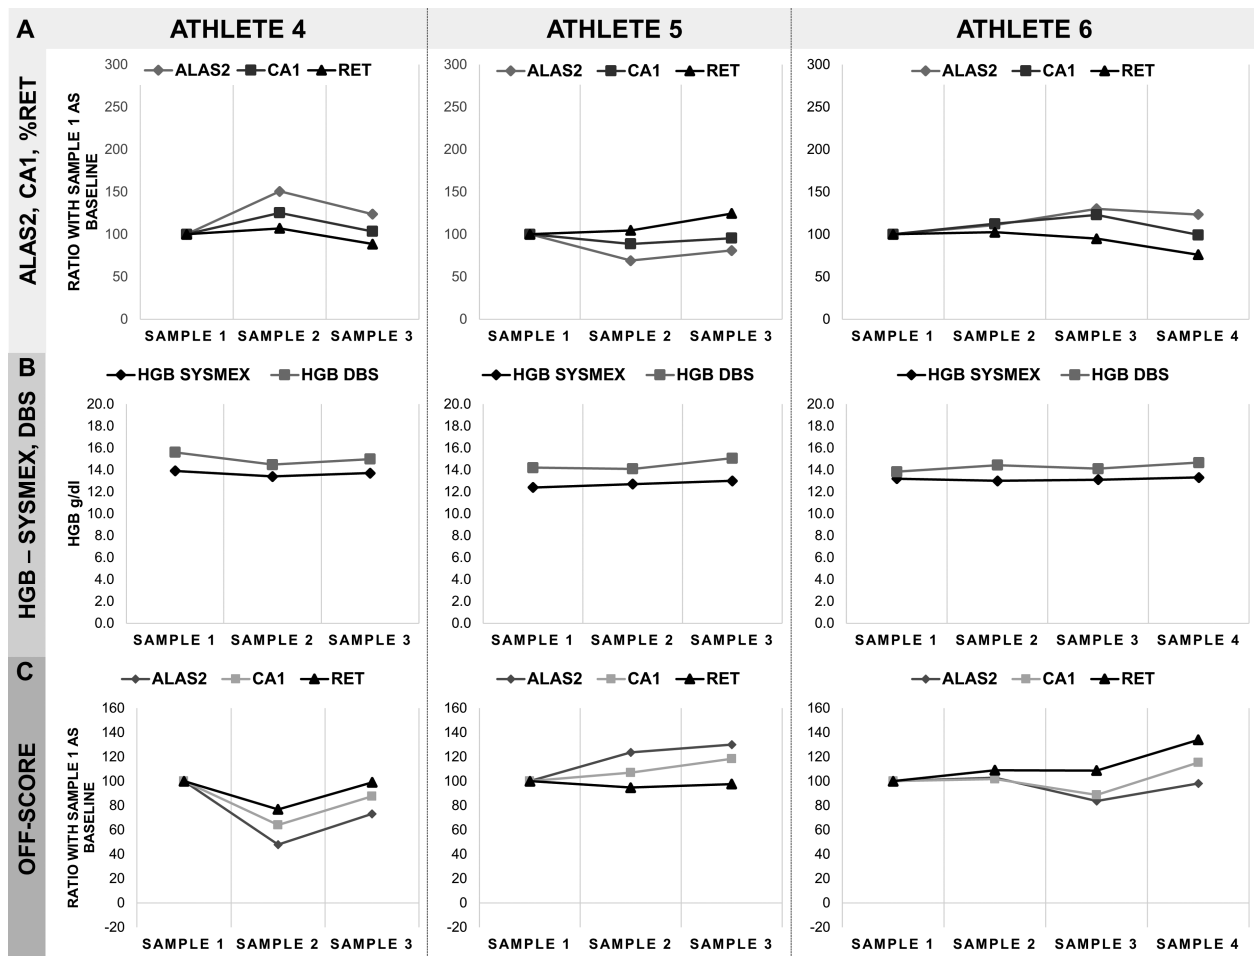 A ATHLETE 4 ATHLETE 5 ATHLETE 6
ALAS2, CA1, %RET
RATIO WITH SAMPLE 1 AS
BASELINE
ALAS2 CA1 RET
300
250
200
150
100
50
0
SAMPLE 1 SAMPLE 2 SAMPLE 3
ALAS2 CA1 RET
300
250
200
150
100
50
0
SAMPLE 1 SAMPLE 2 SAMPLE 3
ALAS2 CA1 RET
300
250
200
150
100
50
0
SAMPLE 1 SAMPLE 2 SAMPLE 3 SAMPLE 4
B
HGB – SYSMEX, DBS
HGB g/dl
HGB SYSMEX HGB DBS
20.0
18.0
16.0
14.0
12.0
10.0
8.0
6.0
4.0
2.0
0.0
SAMPLE 1 SAMPLE 2 SAMPLE 3
HGB SYSMEX HGB DBS
20.0
18.0
16.0
14.0
12.0
10.0
8.0
6.0
4.0
2.0
0.0
SAMPLE 1 SAMPLE 2 SAMPLE 3
HGB SYSMEX HGB DBS
20.0
18.0
16.0
14.0
12.0
10.0
8.0
6.0
4.0
2.0
0.0
SAMPLE 1 SAMPLE 2 SAMPLE 3 SAMPLE 4
C
OFF-SCORE
RATIO WITH SAMPLE 1 AS
BASELINE
ALAS2 CA1 RET
160
140
120
100
80
60
40
20
0
-20
SAMPLE 1 SAMPLE 2 SAMPLE 3
ALAS2 CA1 RET
160
140
120
100
80
60
40
20
0
-20
SAMPLE 1 SAMPLE 2 SAMPLE 3
ALAS2 CA1 RET
160
140
120
100
80
60
40
20
0
-20
SAMPLE 1 SAMPLE 2 SAMPLE 3 SAMPLE 4